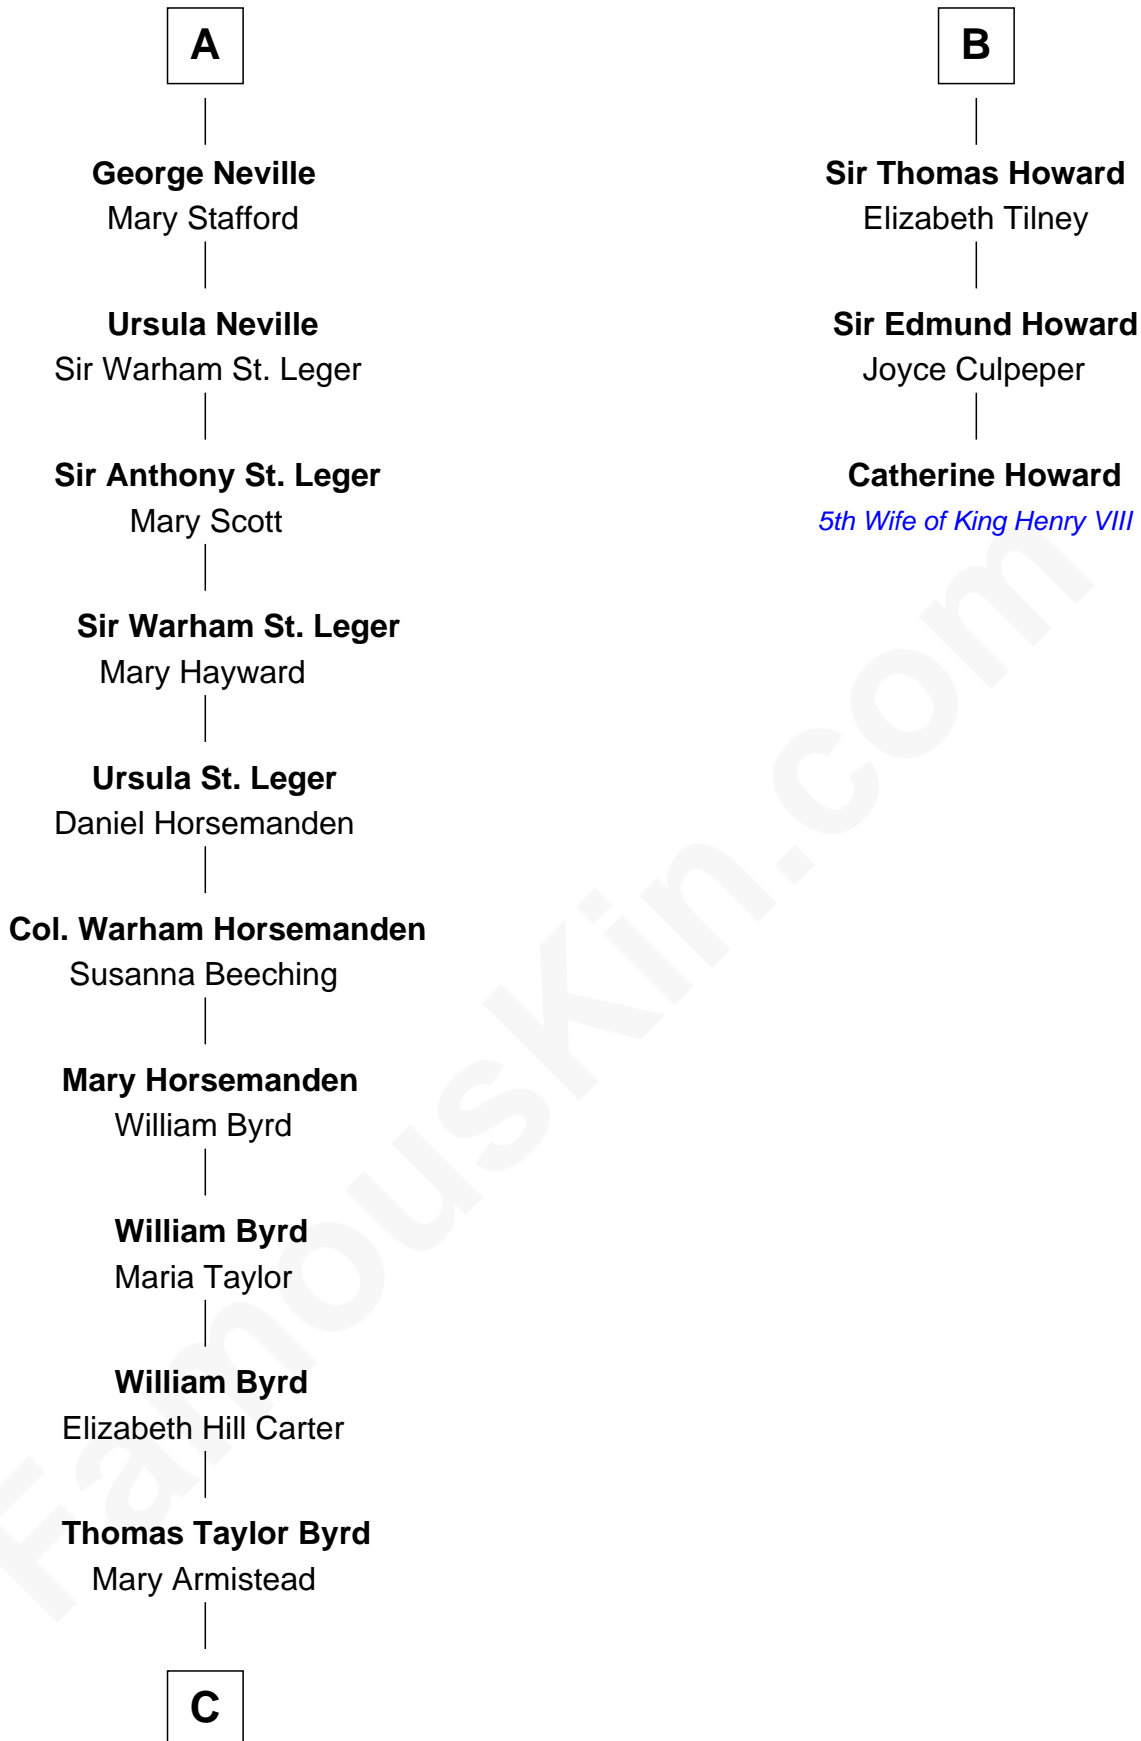 A
George Neville
Mary Stafford
Ursula Neville
Sir Warham St. Leger
Sir Anthony St. Leger
Mary Scott
Sir Warham St. Leger
Mary Hayward
Ursula St. Leger
Daniel Horsemanden
Col. Warham Horsemanden
Susanna Beeching
Mary Horsemanden
William Byrd
William Byrd
Maria Taylor
William Byrd
Elizabeth Hill Carter
Thomas Taylor Byrd
Mary Armistead
C
B
Sir Thomas Howard
Elizabeth Tilney
Sir Edmund Howard
Joyce Culpeper
Catherine Howard
5th Wife of King Henry VIII
FamousKin.com